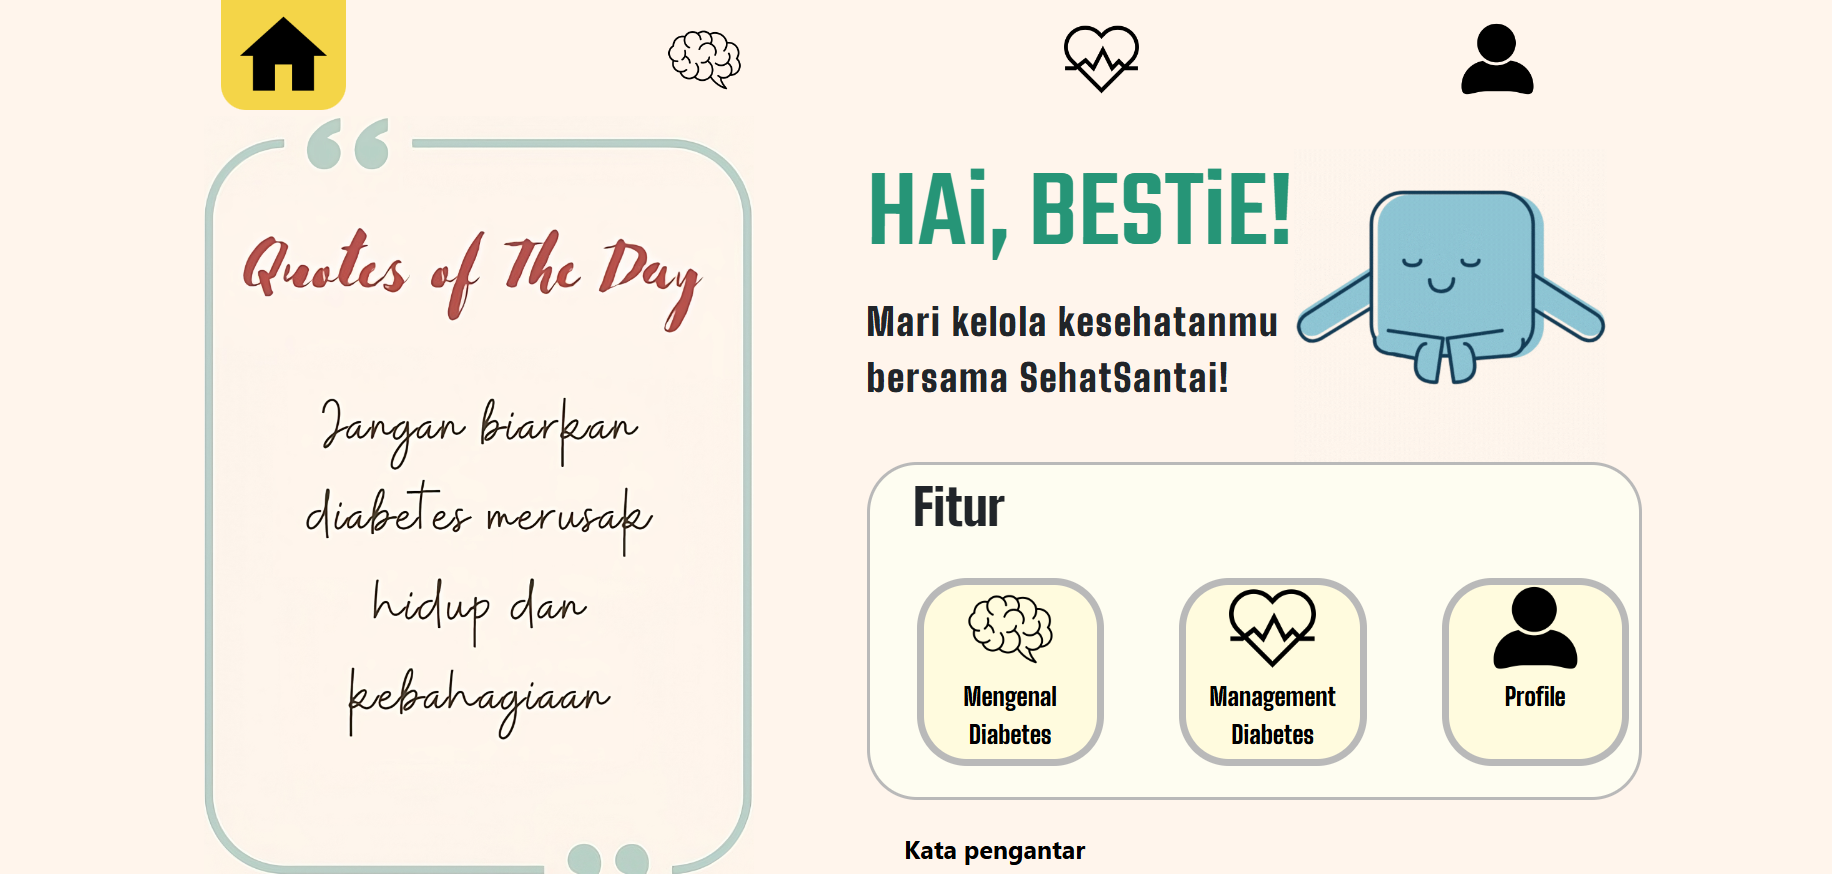 Quotes of The Day
Jangan biarkan
diabetes merusak
hidup dan
kebahagiaan
HAi, BESTiE!
Mari kelola kesehatanmu
bersama SehatSantai!
Fitur
Mengenal
Diabetes
Management
Diabetes
Profile
Kata pengantar